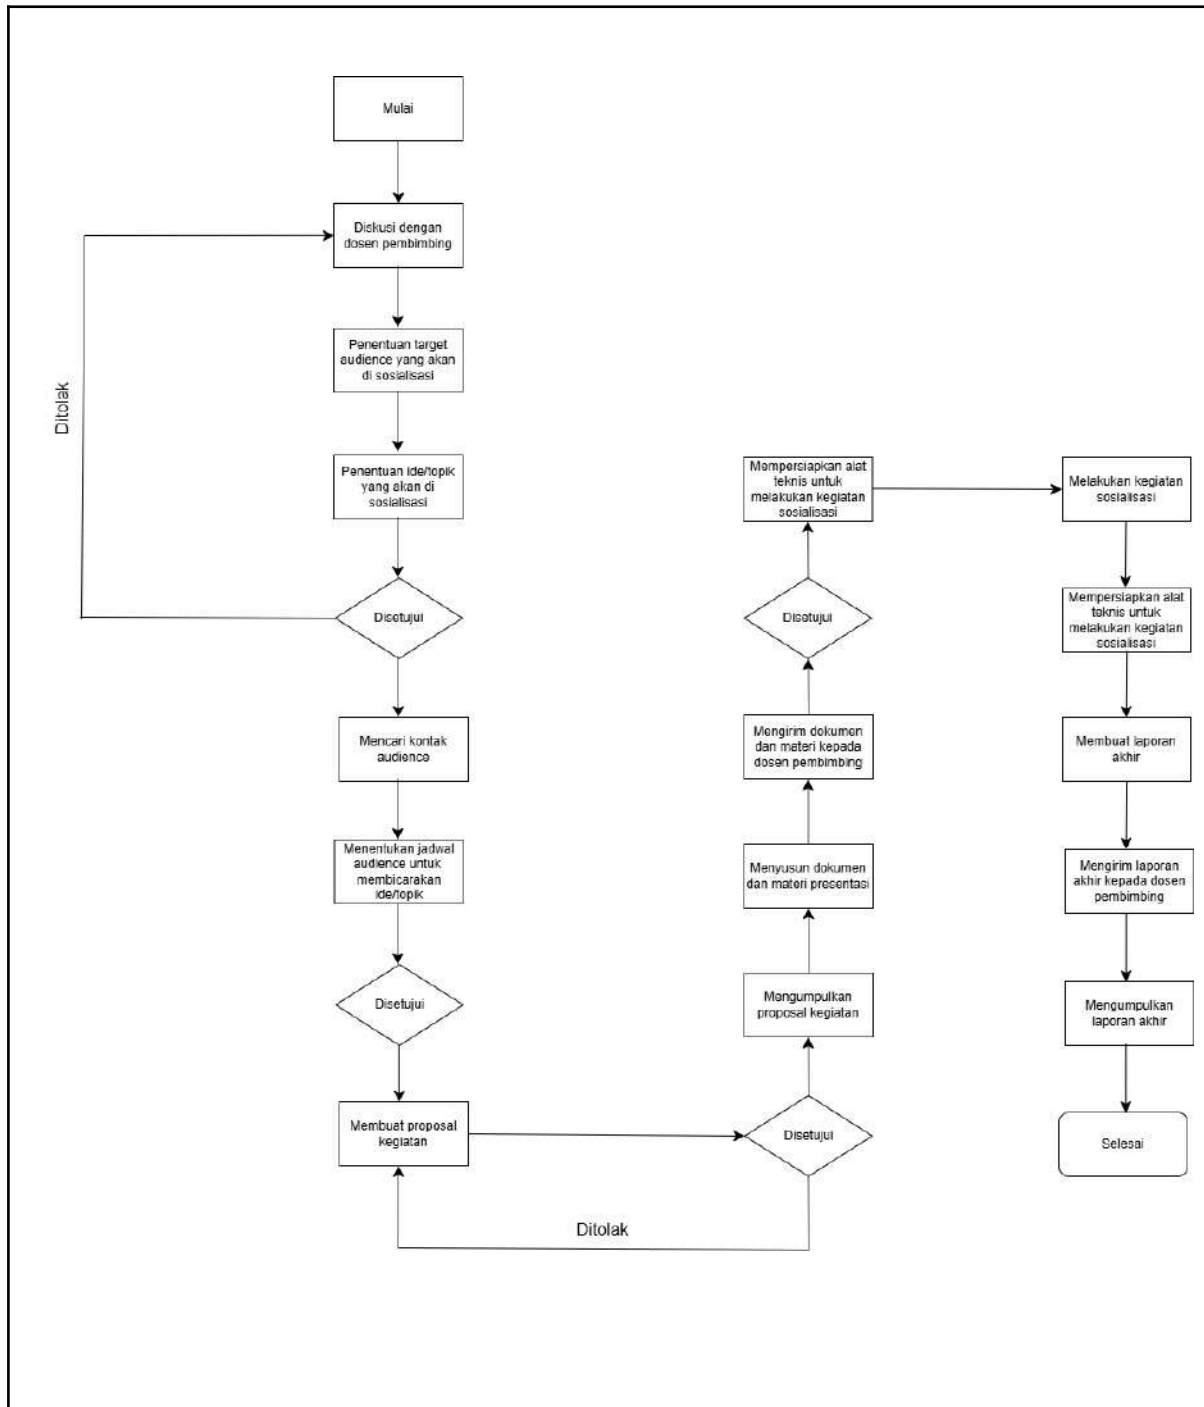 Mulai
Diskusi dengan
dosen pembimbing
Penentuan target
audience yang akan
di sosialisasi
Penentuan ide/topik
yang akan di
sosialisasi
Disetujui
Ditolak
Mencari kontak
audience
Menentukan jadwal
audience untuk
membicarakan
ide/topik
Disetujui
Membuat proposal
kegiatan
Disetujui
Ditolak
Mengumpulkan
proposal kegiatan
Menyusun dokumen
dan materi presentasi
Mengirim dokumen
dan materi kepada
dosen pembimbing
Disetujui
Mempersiapkan alat
teknis untuk
melakukan kegiatan
sosialisasi
Melakukan kegiatan
sosialisasi
Mempersiapkan alat
teknis untuk
melakukan kegiatan
sosialisasi
Membuat laporan
akhir
Mengirim laporan
akhir kepada dosen
pembimbing
Mengumpulkan
laporan akhir
Selesai